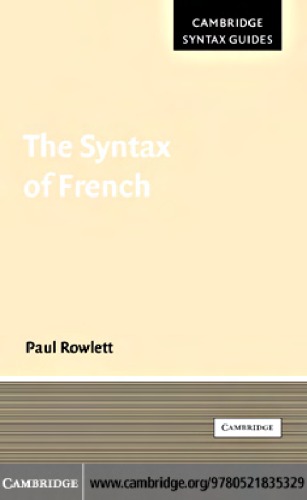 CAMBRIDGE
SYNTAX GUIDES
The Syntax
of French
Paul Rowlett
CAMBRIDGE
CAMBRIDGE www.cambridge.org/9780521835329